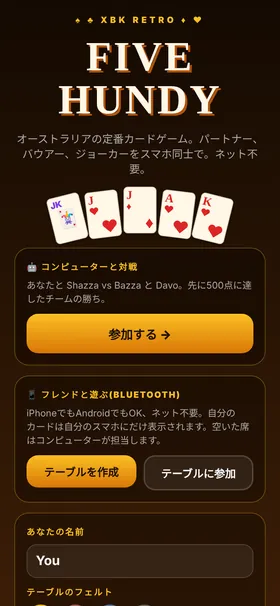 ♠ ♣ XBK RETRO ♦ ♥
FIVE
HUNDY
オーストラリアの定番カードゲーム。パートナー、
バウアー、ジョーカーをスマホ同士で。ネット不
要。
JK J J A K
🤖 コンピューターと対戦
あなたと Shazza vs Bazza と Davo。先に500点に達
したチームの勝ち。
参加する →
📱 フレンドと遊ぶ(BLUETOOTH)
iPhoneでもAndroidでもOK、ネット不要。自分の
カードは自分のスマホにだけ表示されます。空いた席
はコンピューターが担当します。
テーブルを作成 テーブルに参加
あなたの名前
You
テーブルのフェルト